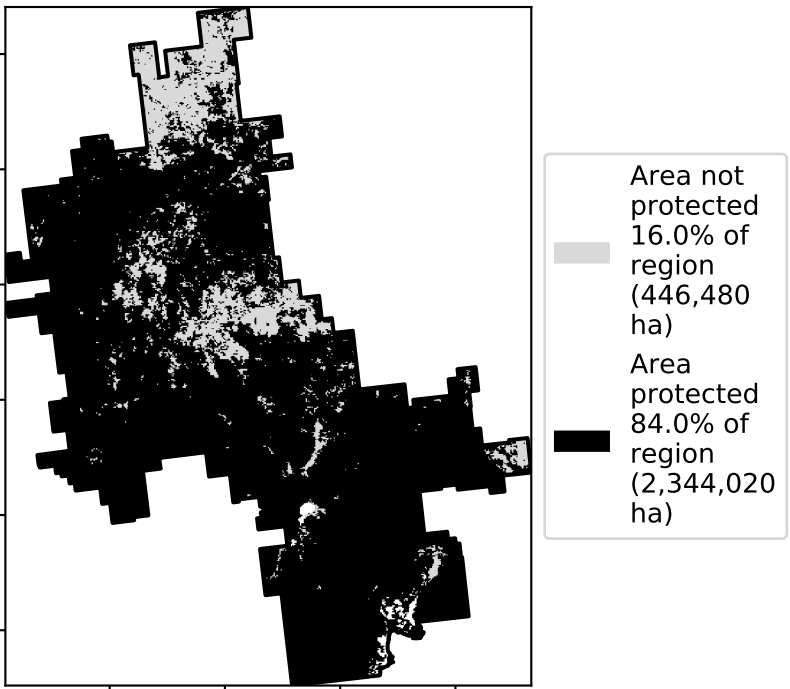 Area not
protected
16.0% of
region
(446,480
ha)
Area
protected
84.0% of
region
(2,344,020
ha)